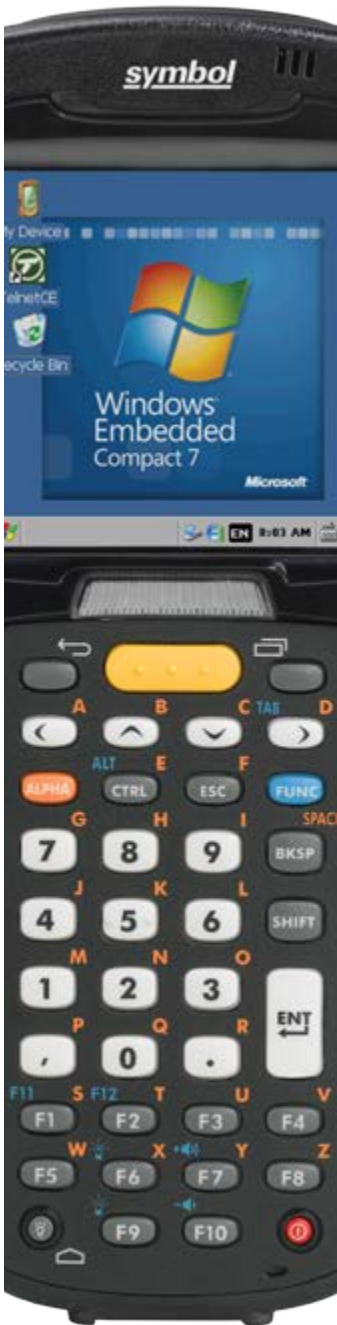 symbol
My Device
TelnetCE
Recycle Bin
Windows
Embedded
Compact 7
Microsoft
EN 8:03 AM
A B C TAB D
ALT E F
ALPHA CTRL ESC FUNC
G H I SPACE
7 8 9 BKSP
J K L
4 5 6 SHIFT
M N O
1 2 3
P Q R ENT
, 0 .
F11 S F12 T U V
F1 F2 F3 F4
W X Y Z
F5 F6 F7 F8
F9 F10